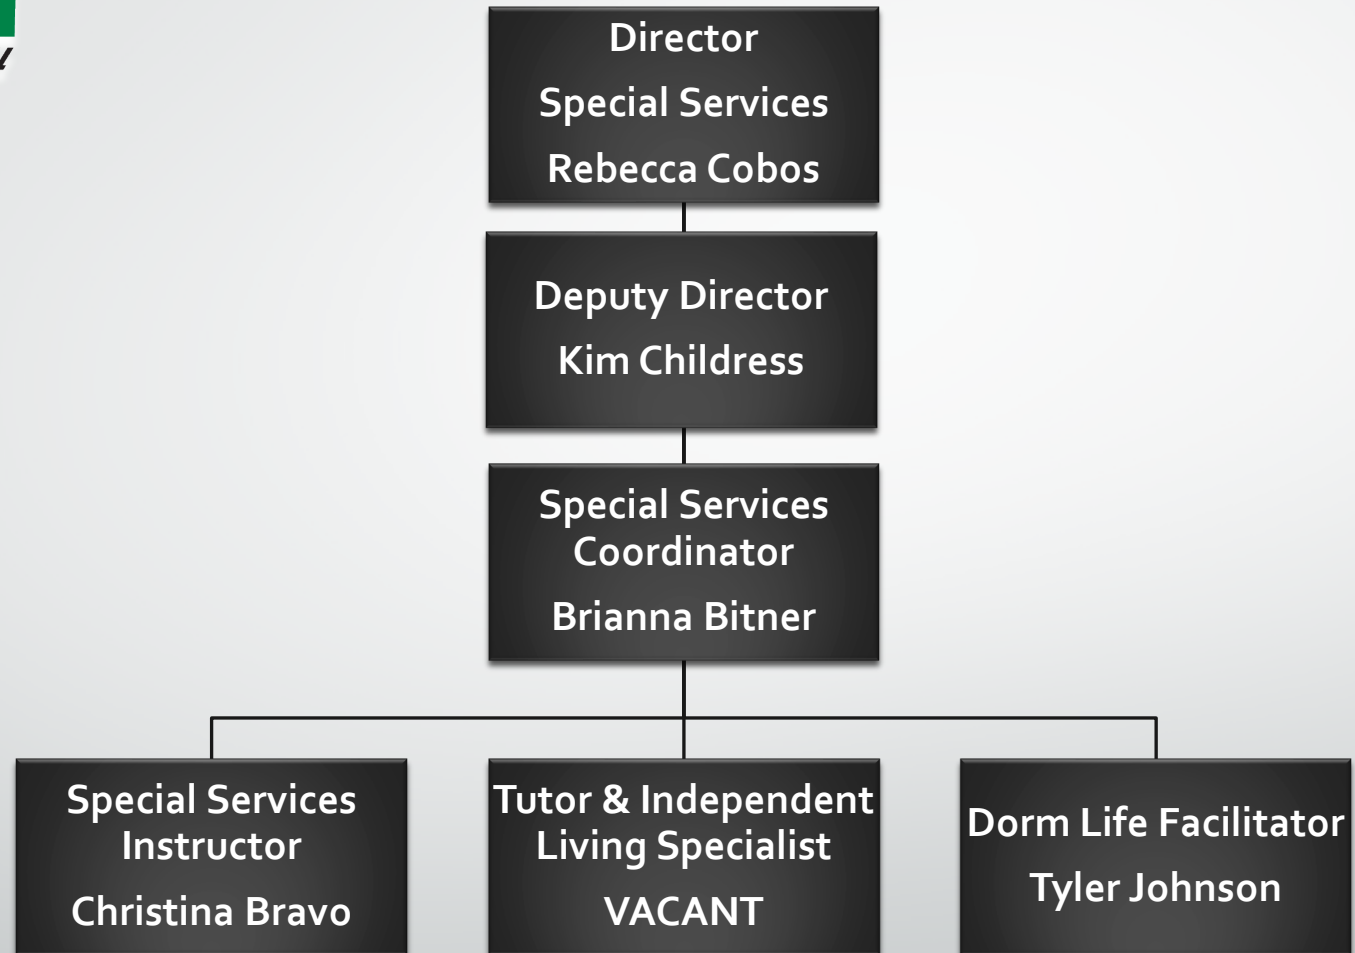 Director
Special Services
Rebecca Cobos
Deputy Director
Kim Childress
Special Services
Coordinator
Brianna Bitner
Special Services
Instructor
Christina Bravo
Tutor & Independent
Living Specialist
VACANT
Dorm Life Facilitator
Tyler Johnson